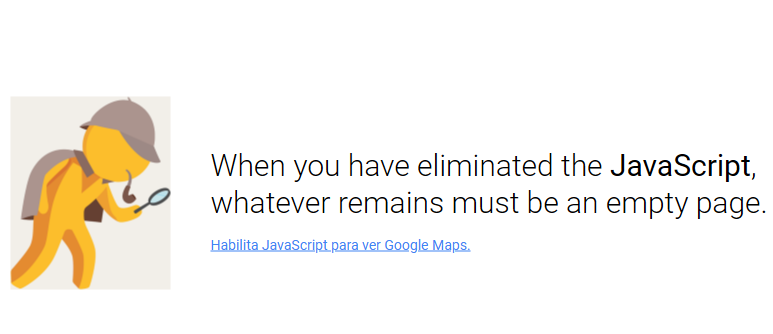 When you have eliminated the JavaScript,
whatever remains must be an empty page.
Habilita JavaScript para ver Google Maps.